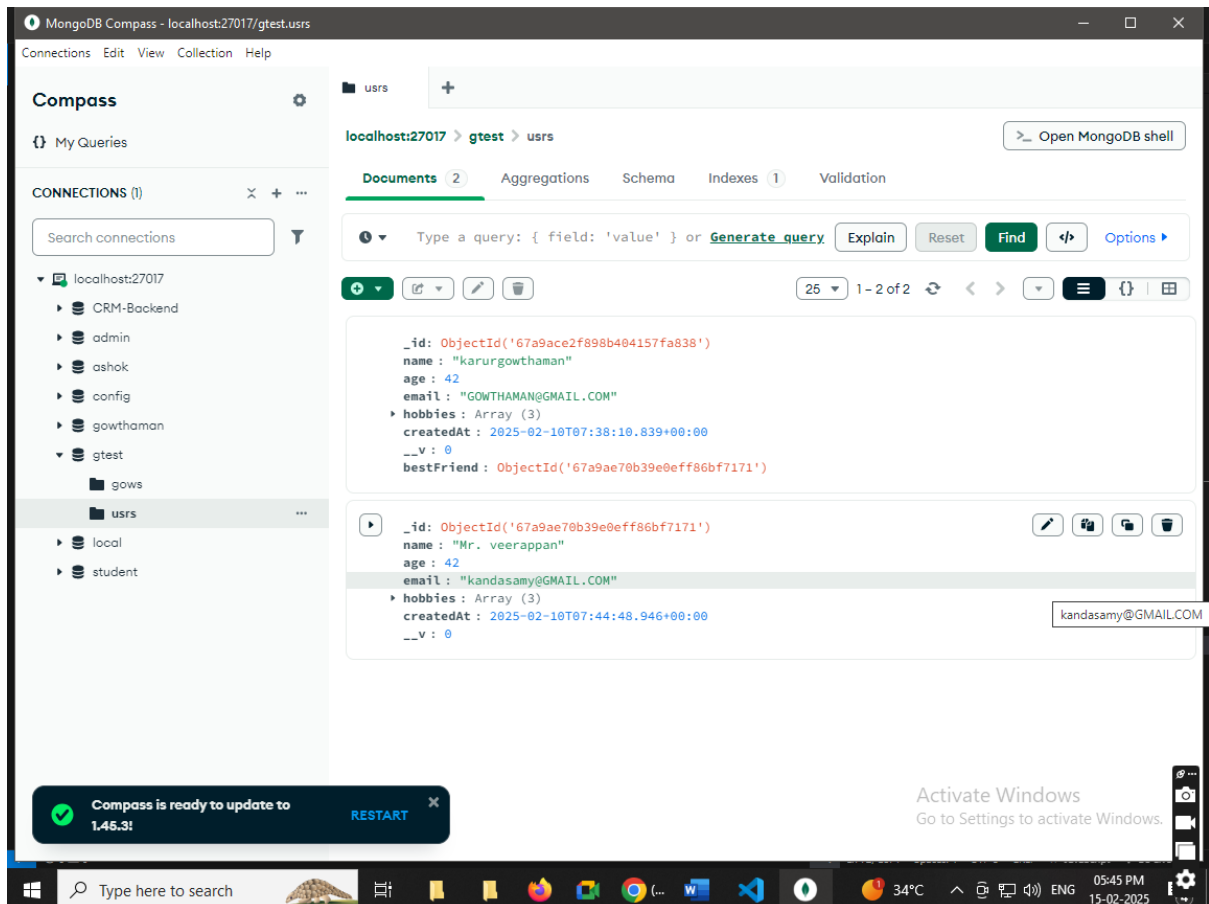 MongoDB Compass - localhost:27017/gtest.usrs
Connections Edit View Collection Help
Compass
{} My Queries
CONNECTIONS (1)
Search connections
localhost:27017
CRM-Backend
admin
ashok
config
gowthaman
gtest
gows
usrs
local
student
usrs
localhost:27017 > gtest > usrs
>_ Open MongoDB shell
Documents 2 Aggregations Schema Indexes 1 Validation
Type a query: { field: 'value' } or Generate query Explain Reset Find </> Options
25 1 – 2 of 2 {}
_id: ObjectId('67a9ace2f898b404157fa838')
name : "karurgowthaman"
age : 42
email : "GOWTHAMAN@GMAIL.COM"
hobbies : Array (3)
createdAt : 2025-02-10T07:38:10.839+00:00
__v : 0
bestFriend : ObjectId('67a9ae70b39e0eff86bf7171')
_id: ObjectId('67a9ae70b39e0eff86bf7171')
name : "Mr. veerappan"
age : 42
email : "kandasamy@GMAIL.COM"
hobbies : Array (3)
createdAt : 2025-02-10T07:44:48.946+00:00
__v : 0
kandasamy@GMAIL.COM
Compass is ready to update to
1.45.3!
RESTART
Activate Windows
Go to Settings to activate Windows.
Type here to search
(...
1
34°C
ENG
05:45 PM
15-02-2025